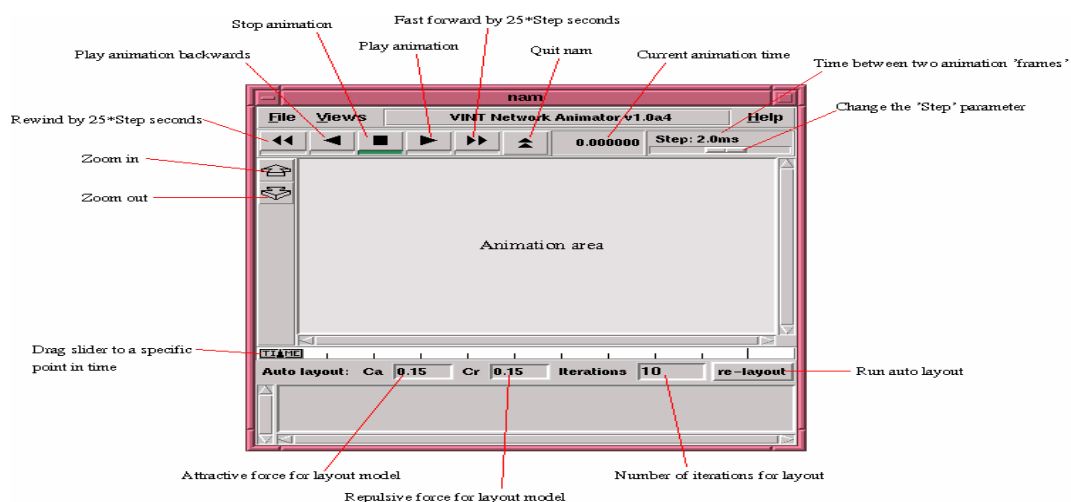 Fast forward by 25*Step seconds
Stop animation
Play animation
Quit nam
Current animation time
Play animation backwards
Time between two animation 'frames'
nam
Change the 'Step' parameter
File Views VINT Network Animator v1.0a4 Help
Rewind by 25*Step seconds
0.000000 Step: 2.0ms
Zoom in
Zoom out
Animation area
Drag slider to a specific
point in time
TIME
Auto layout: Ca 0.15 Cr 0.15 Iterations 10 re-layout
Run auto layout
Attractive force for layout model
Number of iterations for layout
Repulsive force for layout model